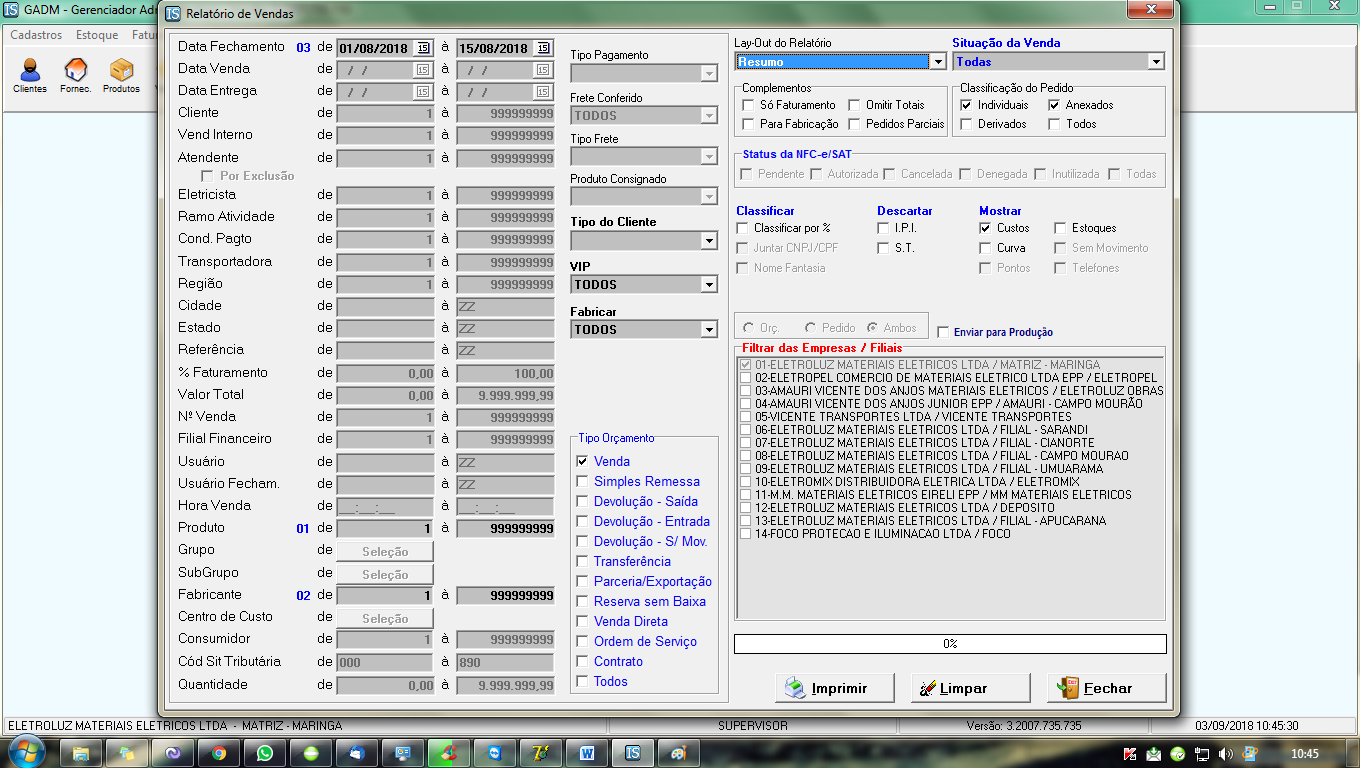 GADM - Gerenciador Adm
Relatório de Vendas
Cadastros Estoque Fatu
Clientes Fornec. Produtos
Data Fechamento 03 de 01/08/2018 15 à 15/08/2018 15
Data Venda de / / 15 à / / 15
Data Entrega de / / 15 à / / 15
Cliente de 1 à 999999999
Vend Interno de 1 à 999999999
Atendente de 1 à 999999999
Por Exclusão
Eletricista de 1 à 999999999
Ramo Atividade de 1 à 999999999
Cond. Pagto de 1 à 999999999
Transportadora de 1 à 999999999
Região de 1 à 999999999
Cidade de à ZZ
Estado de à ZZ
Referência de à ZZ
% Faturamento de 0,00 à 100,00
Valor Total de 0,00 à 9.999.999,99
Nº Venda de 1 à 999999999
Filial Financeiro de 1 à 999999999
Usuário de à ZZ
Usuário Fecham. de à ZZ
Hora Venda de __:__:__ à __:__:__
Produto 01 de 1 à 999999999
Grupo de Seleção
SubGrupo de Seleção
Fabricante 02 de 1 à 999999999
Centro de Custo de Seleção
Consumidor de 1 à 999999999
Cód Sit Tributária de 000 à 890
Quantidade de 0,00 à 9.999.999,99
Tipo Pagamento
Frete Conferido
TODOS
Tipo Frete
Produto Consignado
Tipo do Cliente
VIP
TODOS
Fabricar
TODOS
Tipo Orçamento
Venda
Simples Remessa
Devolução - Saída
Devolução - Entrada
Devolução - S/ Mov.
Transferência
Parceria/Exportação
Reserva sem Baixa
Venda Direta
Ordem de Serviço
Contrato
Todos
Lay-Out do Relatório Situação da Venda
Resumo Todas
Complementos Classificação do Pedido
Só Faturamento Omitir Totais Individuais Anexados
Para Fabricação Pedidos Parciais Derivados Todos
Status da NFC-e/SAT
Pendente Autorizada Cancelada Denegada Inutilizada Todas
Classificar Descartar Mostrar
Classificar por % I.P.I. Custos Estoques
Juntar CNPJ/CPF S.T. Curva Sem Movimento
Nome Fantasia Pontos Telefones
Orç. Pedido Ambos Enviar para Produção
Filtrar das Empresas / Filiais
01-ELETROLUZ MATERIAIS ELETRICOS LTDA / MATRIZ - MARINGA
02-ELETROPEL COMERCIO DE MATERIAIS ELETRICO LTDA EPP / ELETROPEL
03-AMAURI VICENTE DOS ANJOS MATERIAIS ELETRICOS / ELETROLUZ OBRAS
04-AMAURI VICENTE DOS ANJOS JUNIOR EPP / AMAURI - CAMPO MOURÃO
05-VICENTE TRANSPORTES LTDA / VICENTE TRANSPORTES
06-ELETROLUZ MATERIAIS ELETRICOS LTDA / FILIAL - SARANDI
07-ELETROLUZ MATERIAIS ELETRICOS LTDA / FILIAL - CIANORTE
08-ELETROLUZ MATERIAIS ELETRICOS LTDA / FILIAL - CAMPO MOURAO
09-ELETROLUZ MATERIAIS ELETRICOS LTDA / FILIAL - UMUARAMA
10-ELETROMIX DISTRIBUIDORA ELETRICA LTDA / ELETROMIX
11-M.M. MATERIAIS ELETRICOS EIRELI EPP / MM MATERIAIS ELETRICOS
12-ELETROLUZ MATERIAIS ELETRICOS LTDA / DEPOSITO
13-ELETROLUZ MATERIAIS ELETRICOS LTDA / FILIAL - APUCARANA
14-FOCO PROTECAO E ILUMINACAO LTDA / FOCO
0%
Imprimir Limpar Fechar
ELETROLUZ MATERIAIS ELETRICOS LTDA - MATRIZ - MARINGA SUPERVISOR Versão: 3.2007.735.735 03/09/2018 10:45:30
10:45